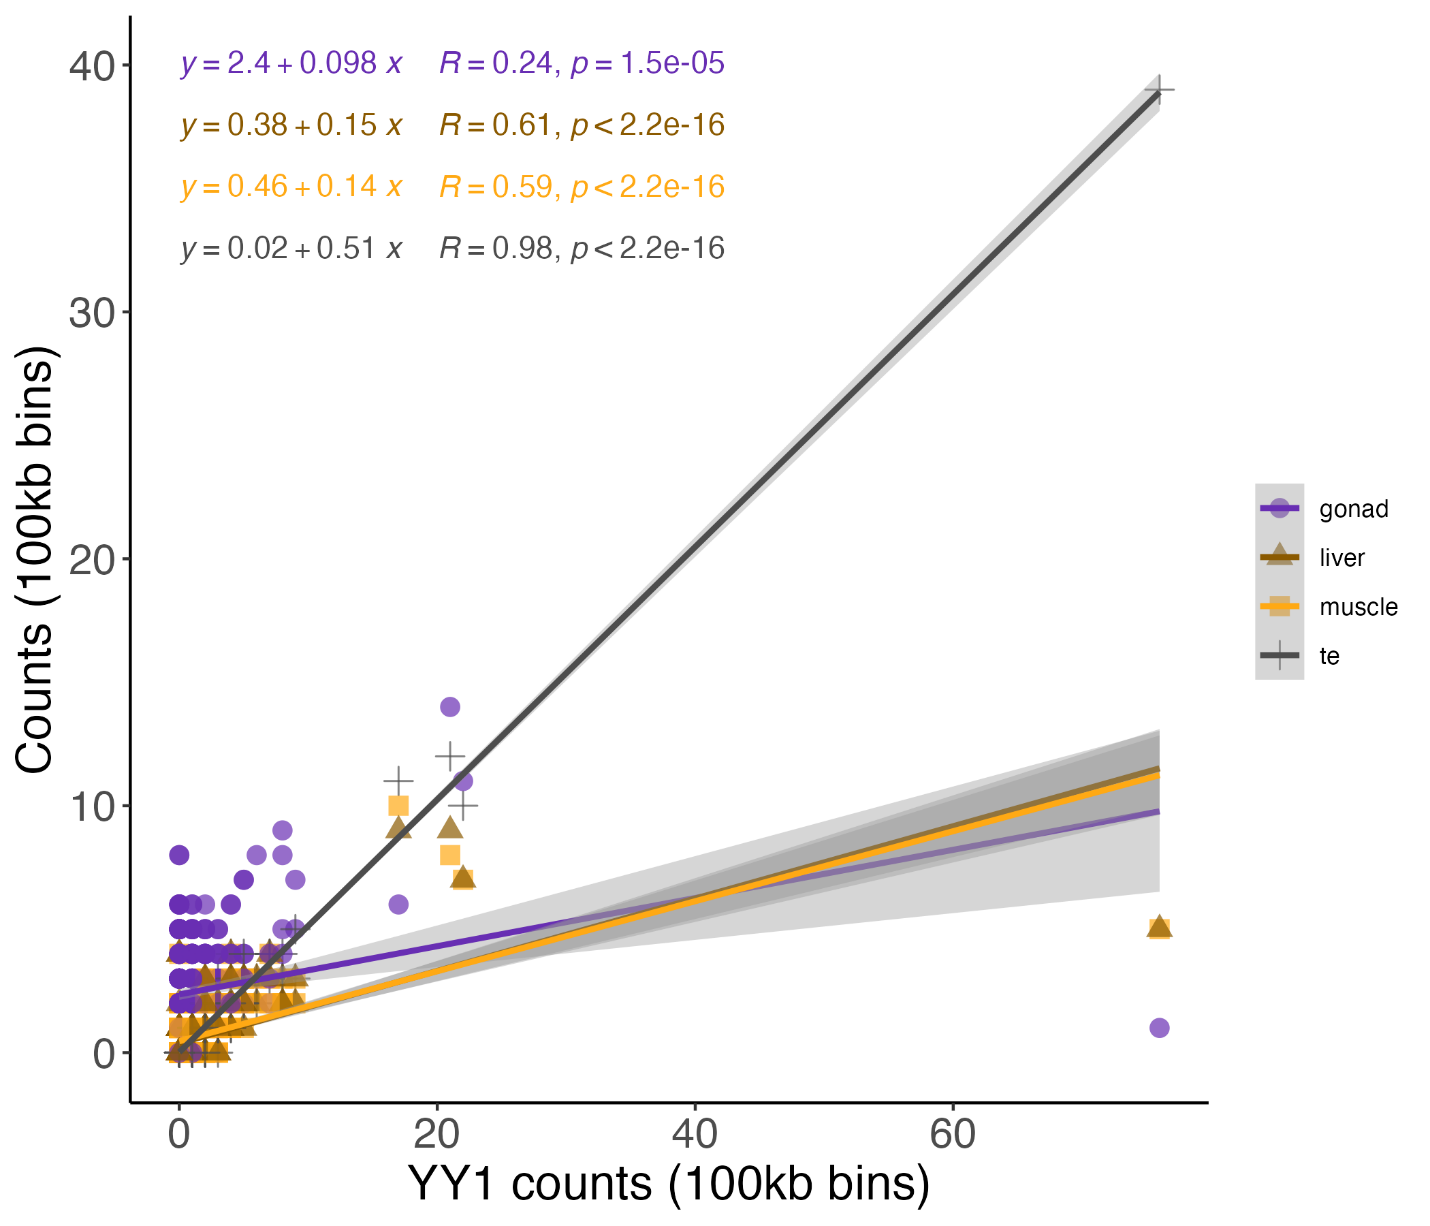 y = 2.4 + 0.098 x R = 0.24, p = 1.5e-05
y = 0.38 + 0.15 x R = 0.61, p < 2.2e-16
y = 0.46 + 0.14 x R = 0.59, p < 2.2e-16
y = 0.02 + 0.51 x R = 0.98, p < 2.2e-16
Counts (100kb bins)
40
30
20
10
0
0 20 40 60
YY1 counts (100kb bins)
gonad
liver
muscle
te